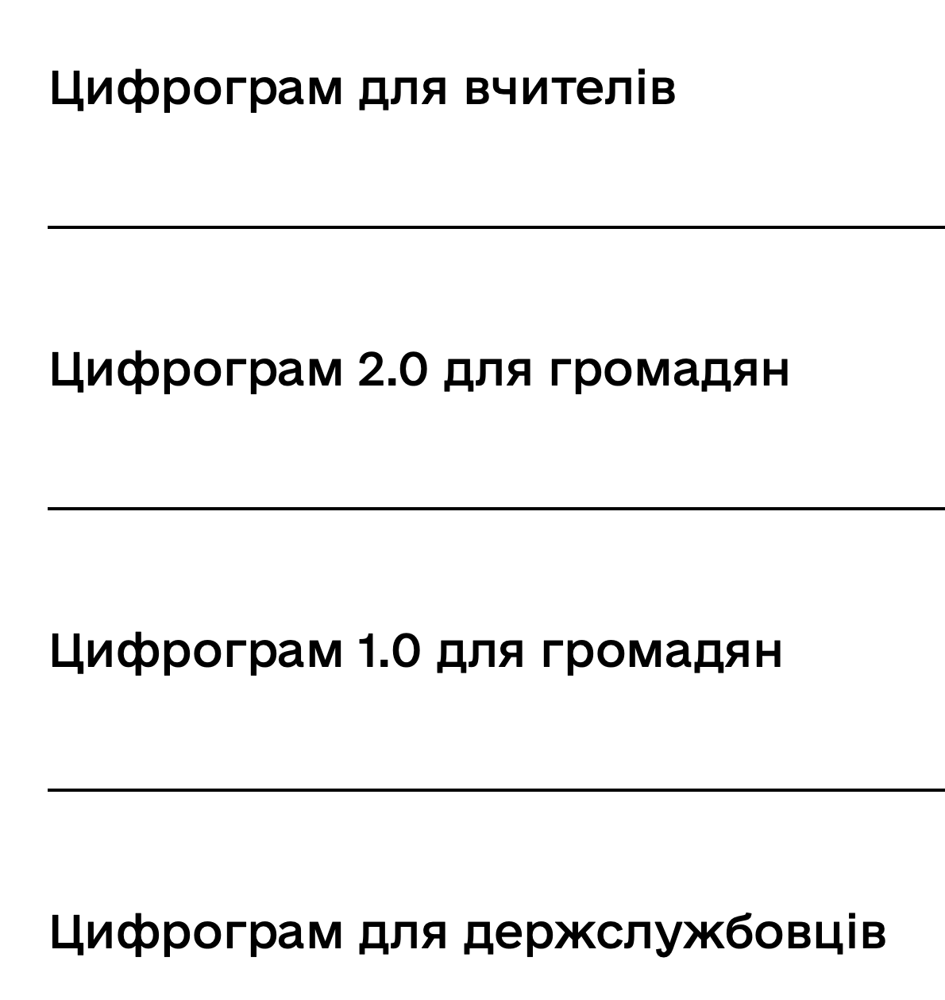 Цифрограм для вчителів
Цифрограм 2.0 для громадян
Цифрограм 1.0 для громадян
Цифрограм для держслужбовців